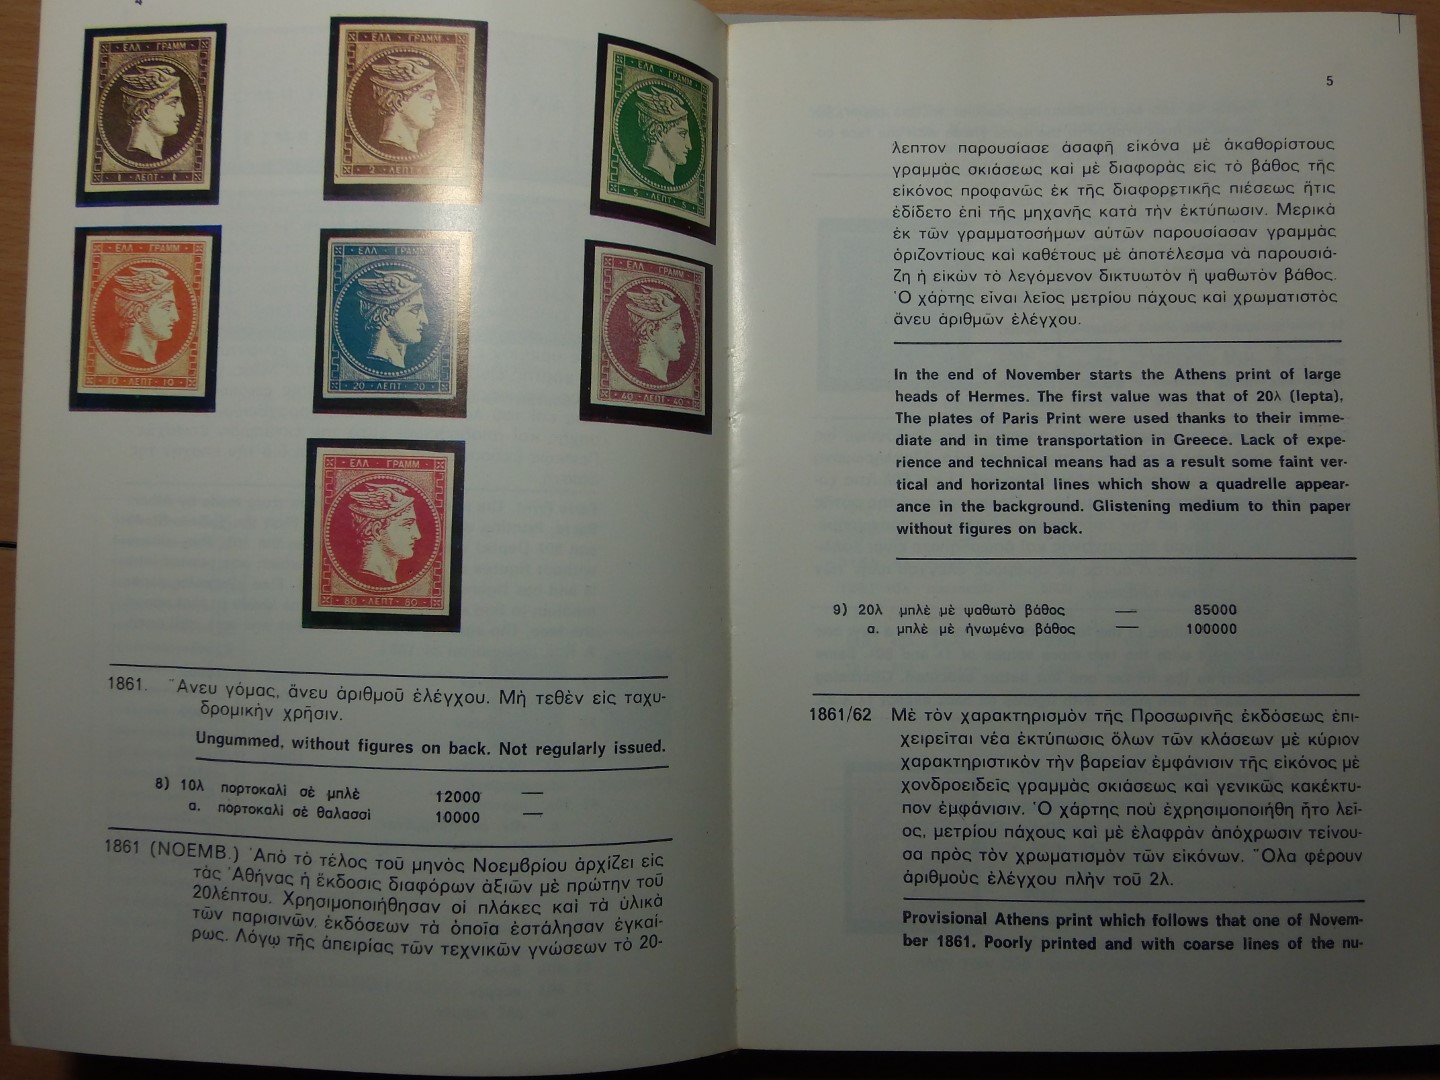 4
ΕΛΛ · ΓΡΑΜΜ
1 · ΛΕΠΤ · 1
ΕΛΛ · ΓΡΑΜΜ
2 · ΛΕΠΤ ·
ΕΛΛ · ΓΡΑΜΜ
5 · ΛΕΠΤ · 5
ΕΛΛ · ΓΡΑΜΜ
10 · ΛΕΠΤ · 10
ΕΛΛ · ΓΡΑΜΜ
20 · ΛΕΠΤ · 20
ΕΛΛ · ΓΡΑΜΜ
40 · ΛΕΠΤ · 40
ΕΛΛ · ΓΡΑΜΜ
80 · ΛΕΠΤ · 80
1861. Ἄνευ γόμας, ἄνευ ἀριθμοῦ ἐλέγχου. Μὴ τεθὲν εἰς ταχυ-
δρομικὴν χρῆσιν.
Ungummed, without figures on back. Not regularly issued.
8) 10λ πορτοκαλὶ σὲ μπλὲ 12000 —
α. πορτοκαλὶ σὲ θαλασσὶ 10000 —
1861 (ΝΟΕΜΒ.) Ἀπὸ τὸ τέλος τοῦ μηνὸς Νοεμβρίου ἀρχίζει εἰς
τὰς Ἀθήνας ἡ ἔκδοσις διαφόρων ἀξιῶν μὲ πρώτην τοῦ
20λέπτου. Χρησιμοποιήθησαν οἱ πλάκες καὶ τὰ ὑλικὰ
τῶν παρισινῶν ἐκδόσεων τὰ ὁποῖα ἐστάλησαν ἐγκαί-
ρως. Λόγῳ τῆς ἀπειρίας τῶν τεχνικῶν γνώσεων τὸ 20-
5
λεπτον παρουσίασε ἀσαφῆ εἰκόνα μὲ ἀκαθορίστους
γραμμὰς σκιάσεως καὶ μὲ διαφορὰς εἰς τὸ βάθος τῆς
εἰκόνος προφανῶς ἐκ τῆς διαφορετικῆς πιέσεως ἥτις
ἐδίδετο ἐπὶ τῆς μηχανῆς κατὰ τὴν ἐκτύπωσιν. Μερικὰ
ἐκ τῶν γραμματοσήμων αὐτῶν παρουσίασαν γραμμὰς
ὁριζοντίους καὶ καθέτους μὲ ἀποτέλεσμα νὰ παρουσιά-
ζη ἡ εἰκὼν τὸ λεγόμενον δικτυωτὸν ἢ ψαθωτὸν βάθος.
Ὁ χάρτης εἶναι λεῖος μετρίου πάχους καὶ χρωματιστὸς
ἄνευ ἀριθμῶν ἐλέγχου.
In the end of November starts the Athens print of large
heads of Hermes. The first value was that of 20λ (lepta),
The plates of Paris Print were used thanks to their imme-
diate and in time transportation in Greece. Lack of expe-
rience and technical means had as a result some faint ver-
tical and horizontal lines which show a quadrelle appear-
ance in the background. Glistening medium to thin paper
without figures on back.
9) 20λ μπλὲ μὲ ψαθωτὸ βάθος — 85000
α. μπλὲ μὲ ἡνωμένο βάθος — 100000
1861/62 Μὲ τὸν χαρακτηρισμὸν τῆς Προσωρινῆς ἐκδόσεως ἐπι-
χειρεῖται νέα ἐκτύπωσις ὅλων τῶν κλάσεων μὲ κύριον
χαρακτηριστικὸν τὴν βαρεῖαν ἐμφάνισιν τῆς εἰκόνος μὲ
χονδροειδεῖς γραμμὰς σκιάσεως καὶ γενικῶς κακέκτυ-
πον ἐμφάνισιν. Ὁ χάρτης ποὺ ἐχρησιμοποιήθη ἦτο λεῖ-
ος, μετρίου πάχους καὶ μὲ ἐλαφρὰν ἀπόχρωσιν τείνου-
σα πρὸς τὸν χρωματισμὸν τῶν εἰκόνων. Ὅλα φέρουν
ἀριθμοὺς ἐλέγχου πλὴν τοῦ 2λ.
Provisional Athens print which follows that one of Novem-
ber 1861. Poorly printed and with coarse lines of the nu-